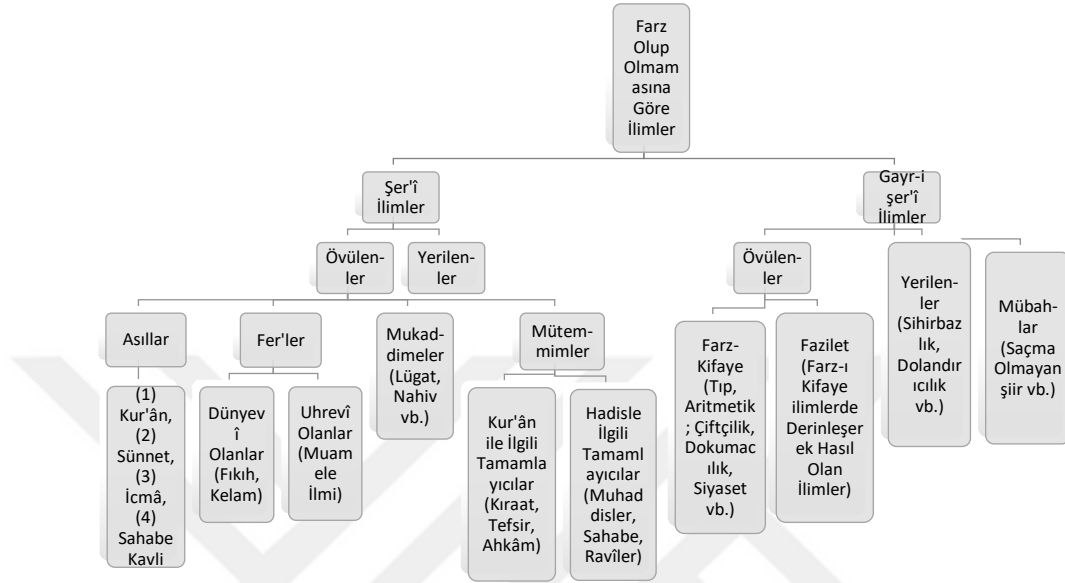 Farz
Olup
Olmam
asına
Göre
İlimler
Şer'î
İlimler
Gayr-i
şer'î
İlimler
Övülen-
ler
Yerilen-
ler
Övülen-
ler
Yerilen-
ler
(Sihirbaz
lık,
Dolandır
ıcılık vb.)
Mübah-
lar
(Saçma
Olmayan
şiir vb.)
Asıllar
Fer'ler
Mukad-
dimeler
(Lügat,
Nahiv
vb.)
Mütem-
mimler
Farz-
Kifaye
(Tıp,
Aritmetik
; Çiftçilik,
Dokumac
ılık,
Siyaset
vb.)
Fazilet
(Farz-ı
Kifaye
ilimlerde
Derinleşer
ek Hasıl
Olan
İlimler)
(1)
Kur'ân,
(2)
Sünnet,
(3)
İcmâ,
(4)
Sahabe
Kavli
Dünyev
î
Olanlar
(Fıkıh,
Kelam)
Uhrevî
Olanlar
(Muam
ele
İlmi)
Kur'ân
ile İlgili
Tamamla
yıcılar
(Kıraat,
Tefsir,
Ahkâm)
Hadisle
İlgili
Tamaml
ayıcılar
(Muhad
disler,
Sahabe,
Ravîler)